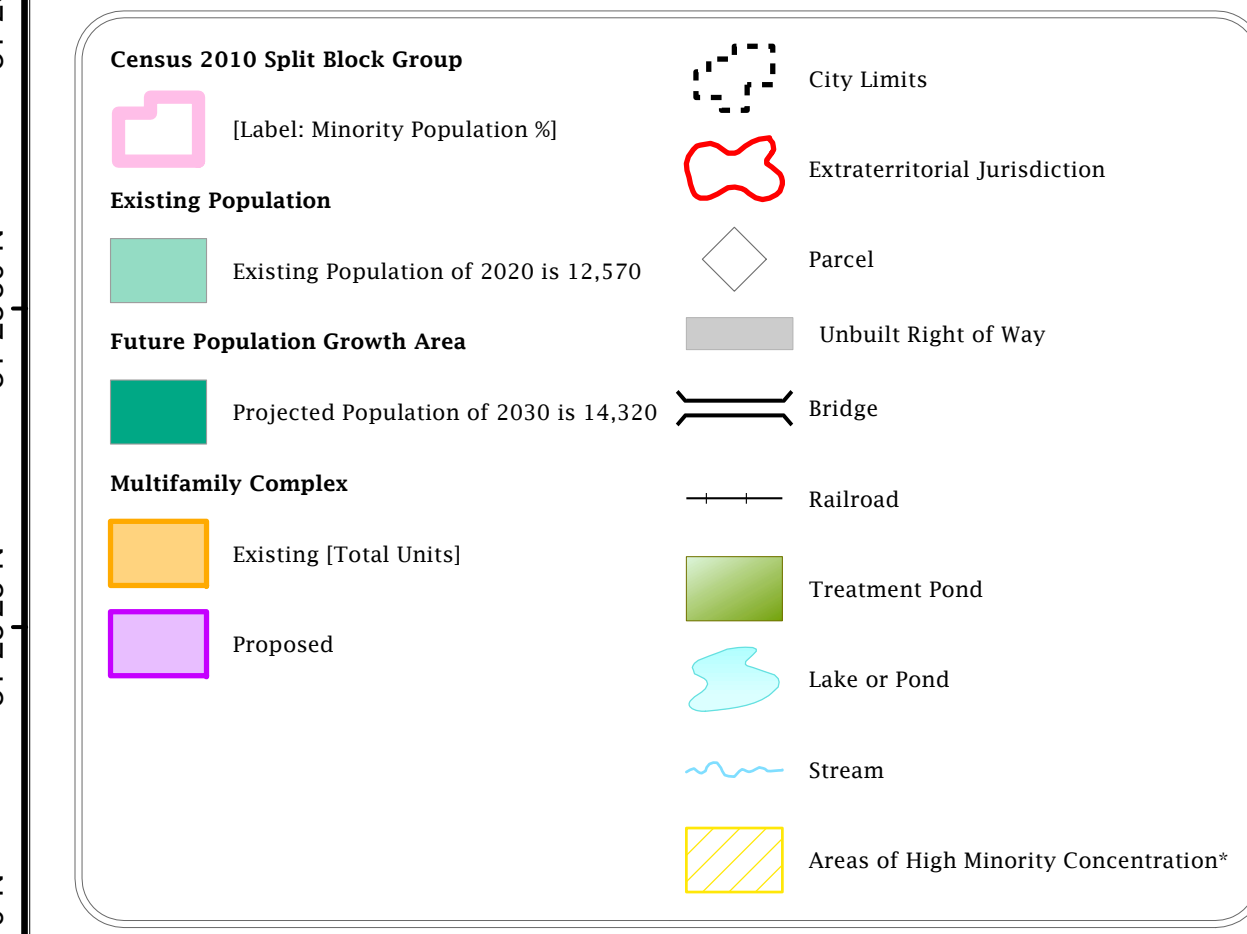 Census 2010 Split Block Group
[Label: Minority Population %]
Existing Population
Existing Population of 2020 is 12,570
Future Population Growth Area
Projected Population of 2030 is 14,320
Multifamily Complex
Existing [Total Units]
Proposed
City Limits
Extraterritorial Jurisdiction
Parcel
Unbuilt Right of Way
Bridge
Railroad
Treatment Pond
Lake or Pond
Stream
Areas of High Minority Concentration*